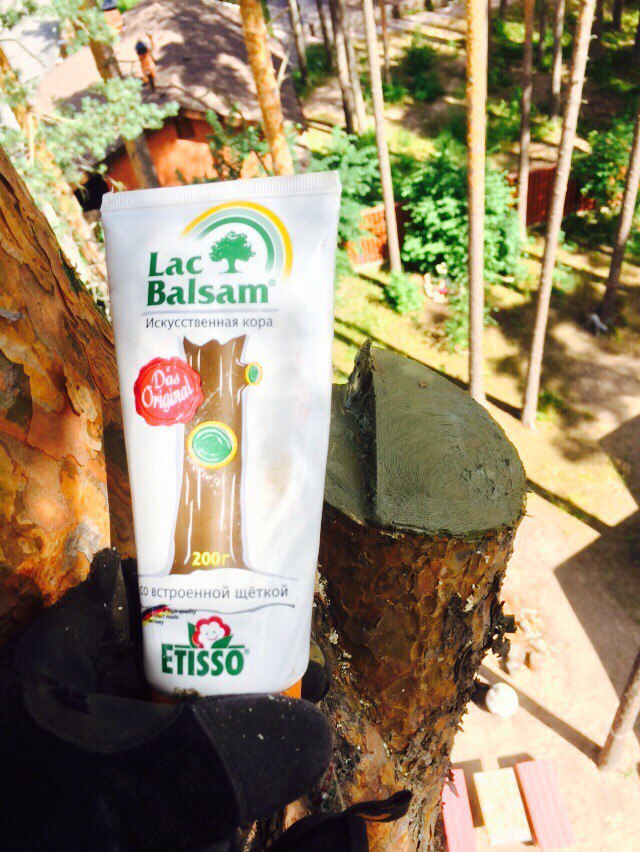 Lac
Balsam®
Искусственная кора
Das
Original
200г
со встроенной щёткой
ETISSO®